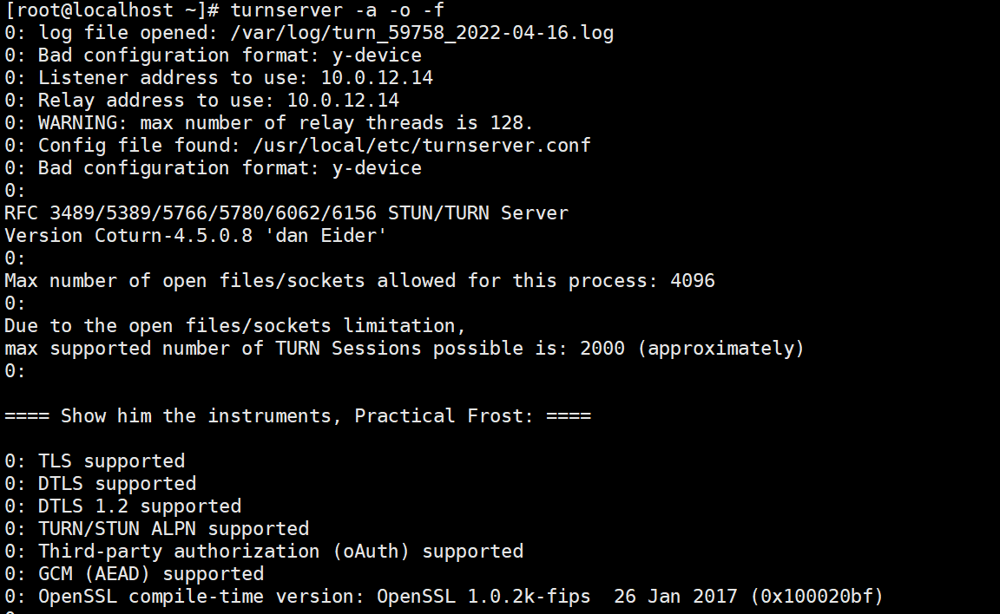 [root@localhost ~]# turnserver -a -o -f
0: log file opened: /var/log/turn_59758_2022-04-16.log
0: Bad configuration format: y-device
0: Listener address to use: 10.0.12.14
0: Relay address to use: 10.0.12.14
0: WARNING: max number of relay threads is 128.
0: Config file found: /usr/local/etc/turnserver.conf
0: Bad configuration format: y-device
0:
RFC 3489/5389/5766/5780/6062/6156 STUN/TURN Server
Version Coturn-4.5.0.8 'dan Eider'
0:
Max number of open files/sockets allowed for this process: 4096
0:
Due to the open files/sockets limitation,
max supported number of TURN Sessions possible is: 2000 (approximately)
0:
==== Show him the instruments, Practical Frost: ====
0: TLS supported
0: DTLS supported
0: DTLS 1.2 supported
0: TURN/STUN ALPN supported
0: Third-party authorization (oAuth) supported
0: GCM (AEAD) supported
0: OpenSSL compile-time version: OpenSSL 1.0.2k-fips  26 Jan 2017 (0x100020bf)